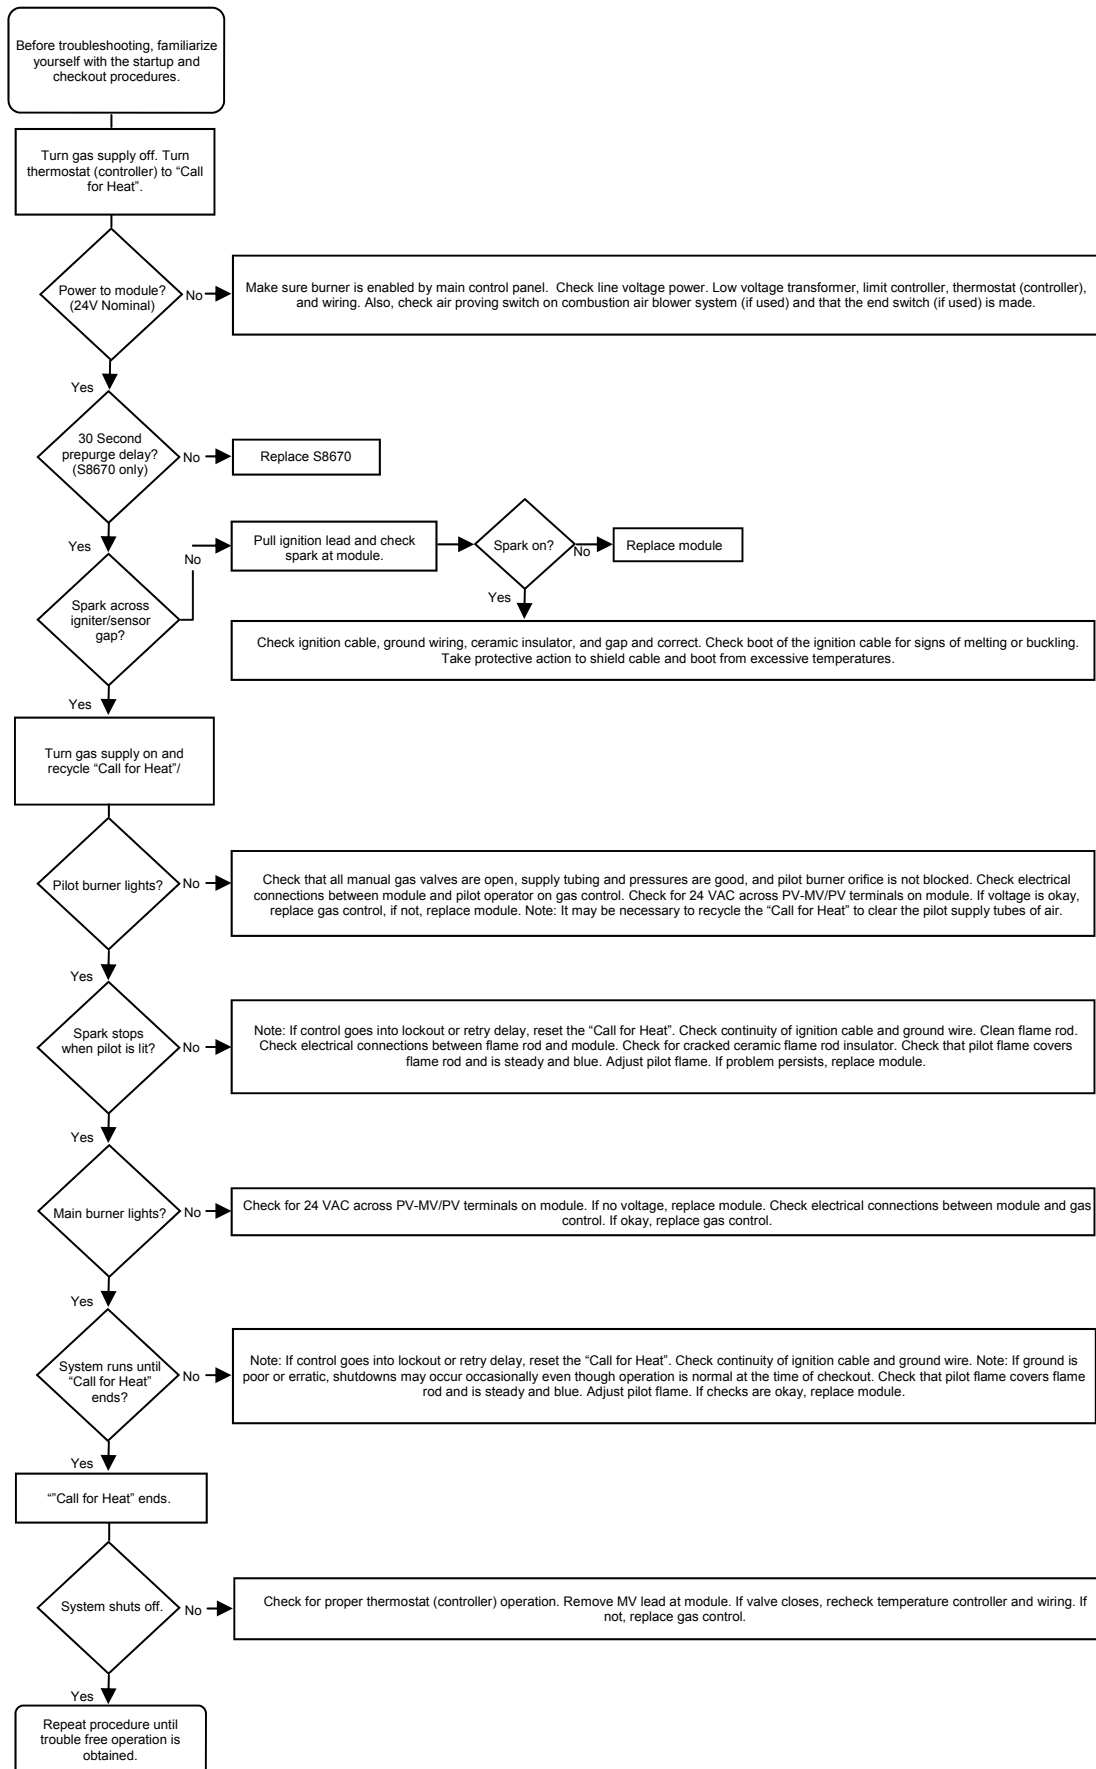 Before troubleshooting, familiarize
yourself with the startup and
checkout procedures.
Turn gas supply off. Turn
thermostat (controller) to “Call
for Heat”.
Power to module?
(24V Nominal)
No
Make sure burner is enabled by main control panel.  Check line voltage power. Low voltage transformer, limit controller, thermostat (controller),
and wiring. Also, check air proving switch on combustion air blower system (if used) and that the end switch (if used) is made.
Yes
30 Second
prepurge delay?
(S8670 only)
No
Replace S8670
Yes
Spark across
igniter/sensor
gap?
No
Pull ignition lead and check
spark at module.
Spark on?
No
Replace module
Yes
Check ignition cable, ground wiring, ceramic insulator, and gap and correct. Check boot of the ignition cable for signs of melting or buckling.
Take protective action to shield cable and boot from excessive temperatures.
Yes
Turn gas supply on and
recycle “Call for Heat”/
Pilot burner lights?
No
Check that all manual gas valves are open, supply tubing and pressures are good, and pilot burner orifice is not blocked. Check electrical
connections between module and pilot operator on gas control. Check for 24 VAC across PV-MV/PV terminals on module. If voltage is okay,
replace gas control, if not, replace module. Note: It may be necessary to recycle the “Call for Heat” to clear the pilot supply tubes of air.
Yes
Spark stops
when pilot is lit?
No
Note: If control goes into lockout or retry delay, reset the “Call for Heat”. Check continuity of ignition cable and ground wire. Clean flame rod.
Check electrical connections between flame rod and module. Check for cracked ceramic flame rod insulator. Check that pilot flame covers
flame rod and is steady and blue. Adjust pilot flame. If problem persists, replace module.
Yes
Main burner lights?
No
Check for 24 VAC across PV-MV/PV terminals on module. If no voltage, replace module. Check electrical connections between module and gas
control. If okay, replace gas control.
Yes
System runs until
“Call for Heat”
ends?
No
Note: If control goes into lockout or retry delay, reset the “Call for Heat”. Check continuity of ignition cable and ground wire. Note: If ground is
poor or erratic, shutdowns may occur occasionally even though operation is normal at the time of checkout. Check that pilot flame covers flame
rod and is steady and blue. Adjust pilot flame. If checks are okay, replace module.
Yes
“”Call for Heat” ends.
System shuts off.
No
Check for proper thermostat (controller) operation. Remove MV lead at module. If valve closes, recheck temperature controller and wiring. If
not, replace gas control.
Yes
Repeat procedure until
trouble free operation is
obtained.